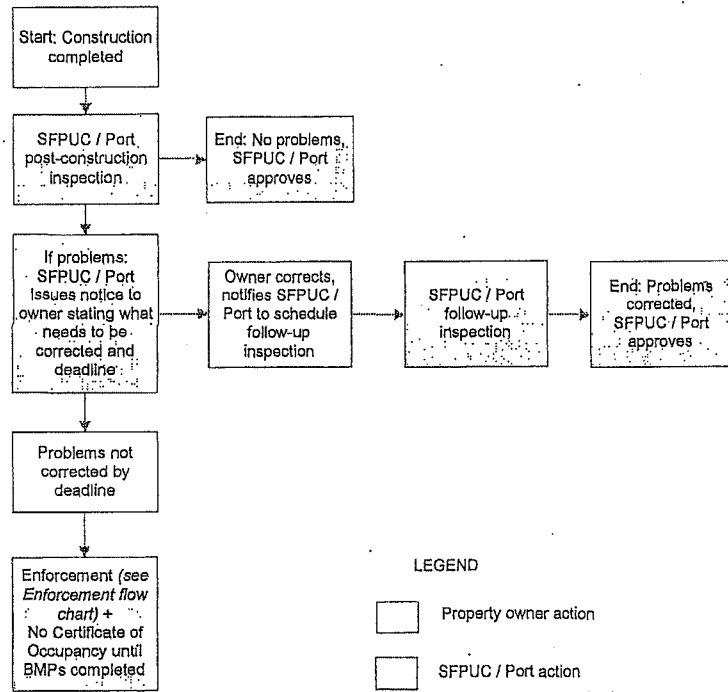 Start: Construction
completed
SFPUC / Port
post-construction
inspection
End: No problems,
SFPUC / Port
approves
If problems:
SFPUC / Port
issues notice to
owner stating what
needs to be
corrected and
deadline
Owner corrects,
notifies SFPUC /
Port to schedule
follow-up
inspection
SFPUC / Port
follow-up
inspection
End: Problems
corrected,
SFPUC / Port
approves
Problems not
corrected by
deadline
Enforcement (see
Enforcement flow
chart) +
No Certificate of
Occupancy until
BMPs completed
LEGEND
Property owner action
SFPUC / Port action